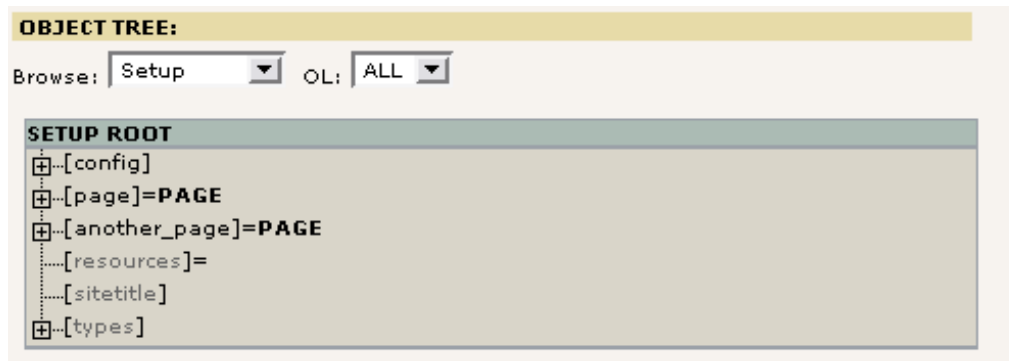 OBJECT TREE:
Browse: Setup OL: ALL
SETUP ROOT
[config]
[page]=PAGE
[another_page]=PAGE
[resources]=
[sitetitle]
[types]